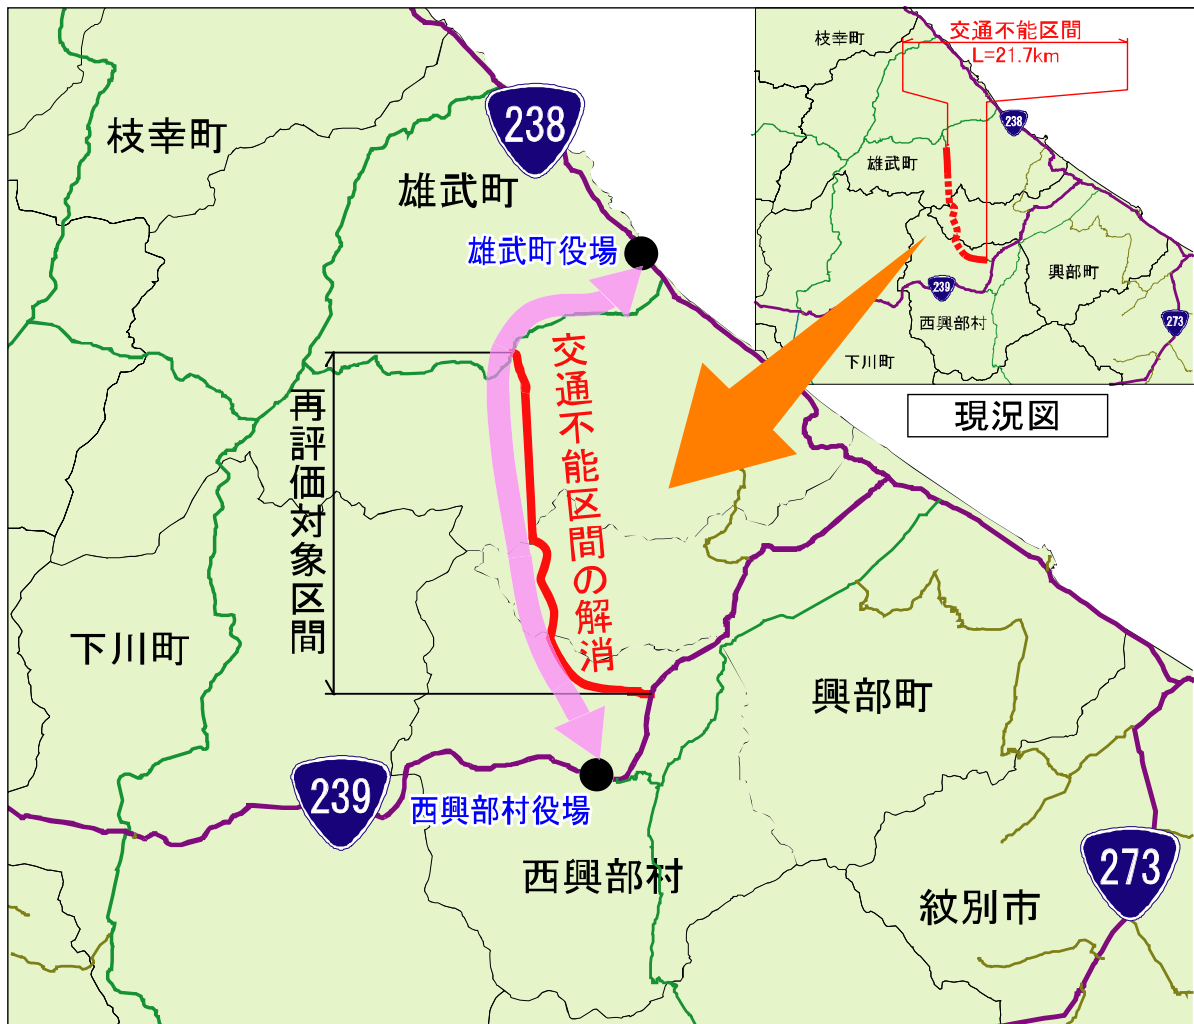 枝幸町
238
雄武町
雄武町役場
交通不能区間の解消
再評価対象区間
下川町
興部町
239
西興部村役場
西興部村
273
紋別市
交通不能区間
L=21.7km
枝幸町
238
雄武町
興部町
239
西興部村
273
下川町
現況図